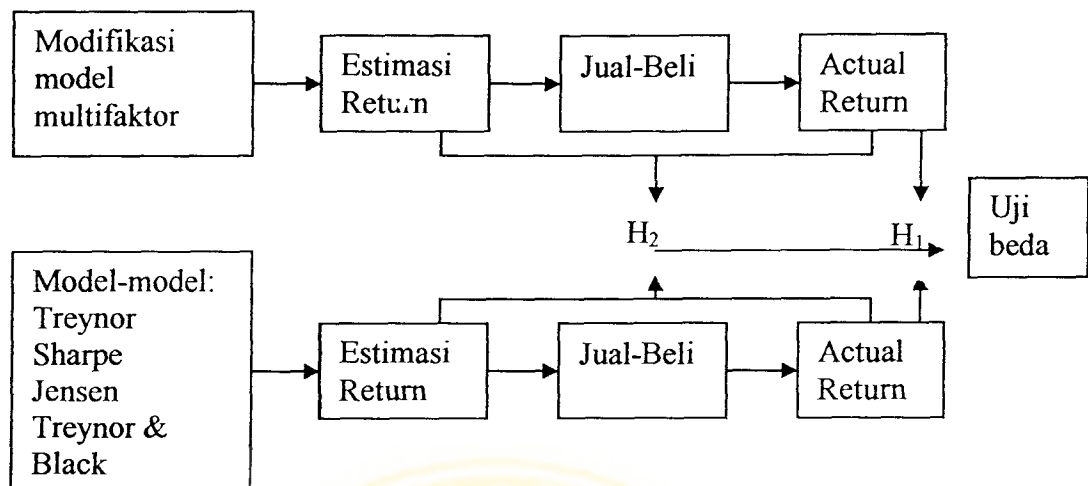 Modifikasi
model
multifaktor
Estimasi
Return
Jual-Beli
Actual
Return
H₂
H₁
Uji
beda
Model-model:
Treynor
Sharpe
Jensen
Treynor &
Black
Estimasi
Return
Jual-Beli
Actual
Return